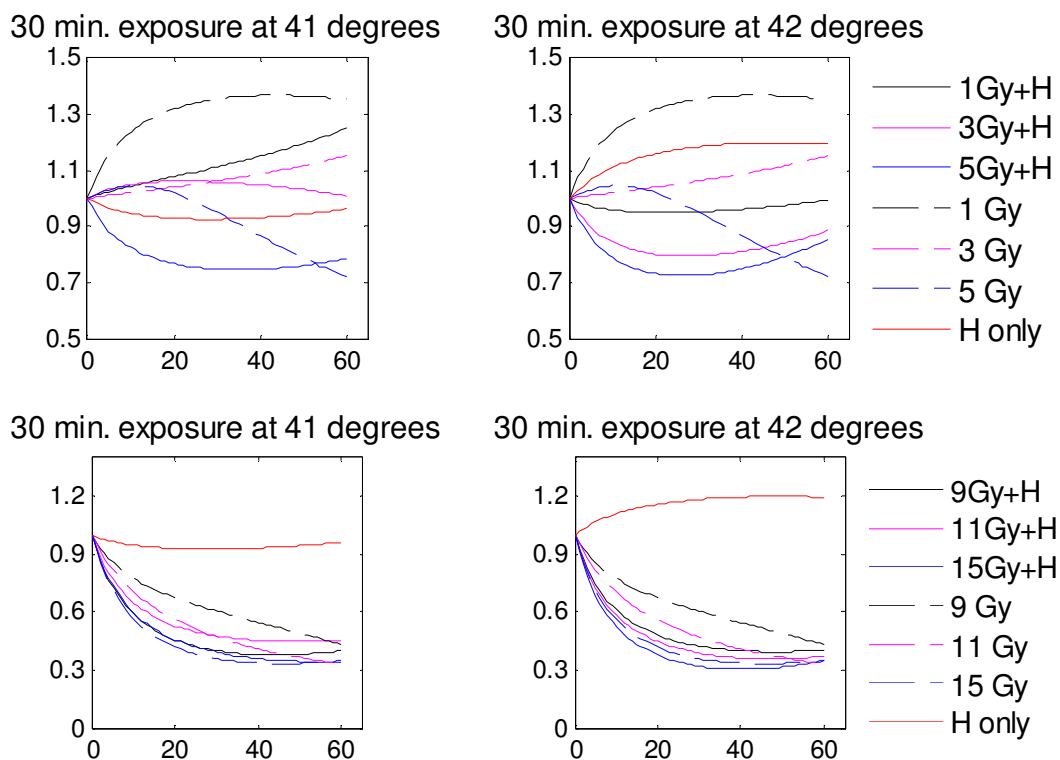 30 min. exposure at 41 degrees
30 min. exposure at 42 degrees
1.5
1.3
1.1
0.9
0.7
0.5
0 20 40 60
1.5
1.3
1.1
0.9
0.7
0.5
0 20 40 60
1Gy+H
3Gy+H
5Gy+H
1 Gy
3 Gy
5 Gy
H only
30 min. exposure at 41 degrees
30 min. exposure at 42 degrees
1.2
0.9
0.6
0.3
0
0 20 40 60
1.2
0.9
0.6
0.3
0
0 20 40 60
9Gy+H
11Gy+H
15Gy+H
9 Gy
11 Gy
15 Gy
H only